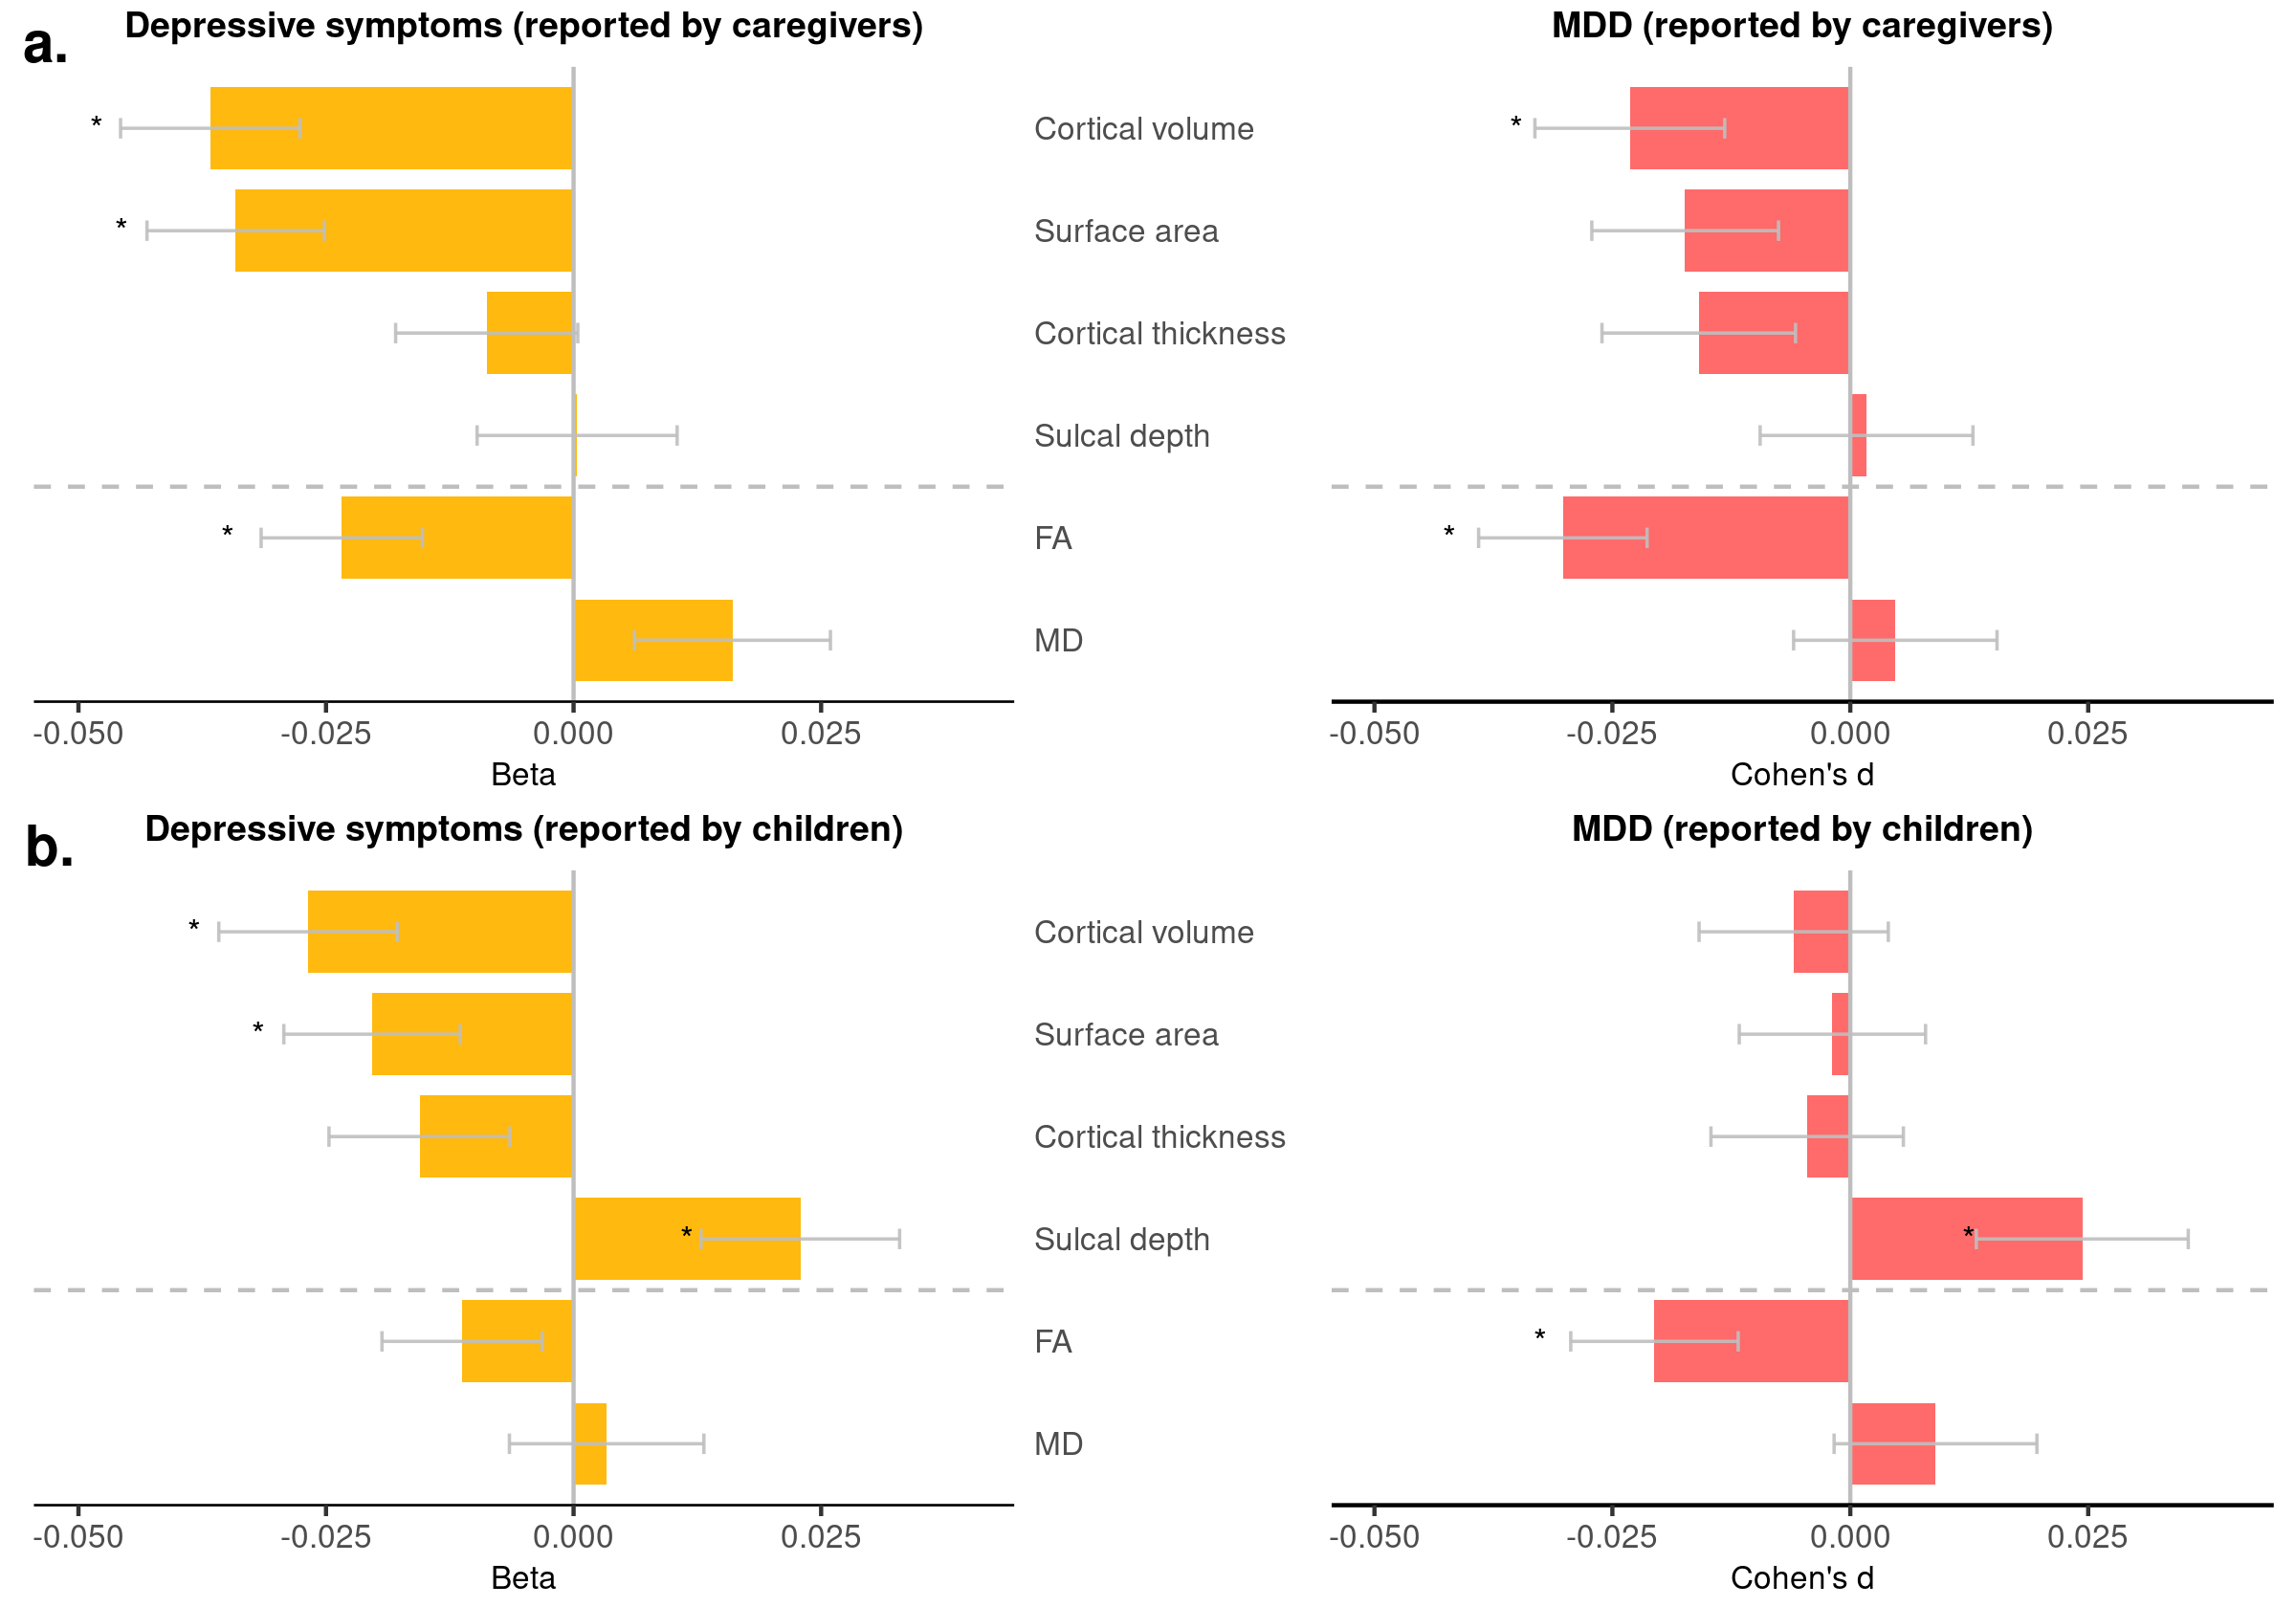 a.
Depressive symptoms (reported by caregivers)
MDD (reported by caregivers)
* Cortical volume *
* Surface area
Cortical thickness
Sulcal depth
* FA *
MD
-0.050 -0.025 0.000 0.025
-0.050 -0.025 0.000 0.025
Beta
Cohen's d
b.
Depressive symptoms (reported by children)
MDD (reported by children)
* Cortical volume
* Surface area
Cortical thickness
* Sulcal depth *
FA *
MD
-0.050 -0.025 0.000 0.025
-0.050 -0.025 0.000 0.025
Beta
Cohen's d